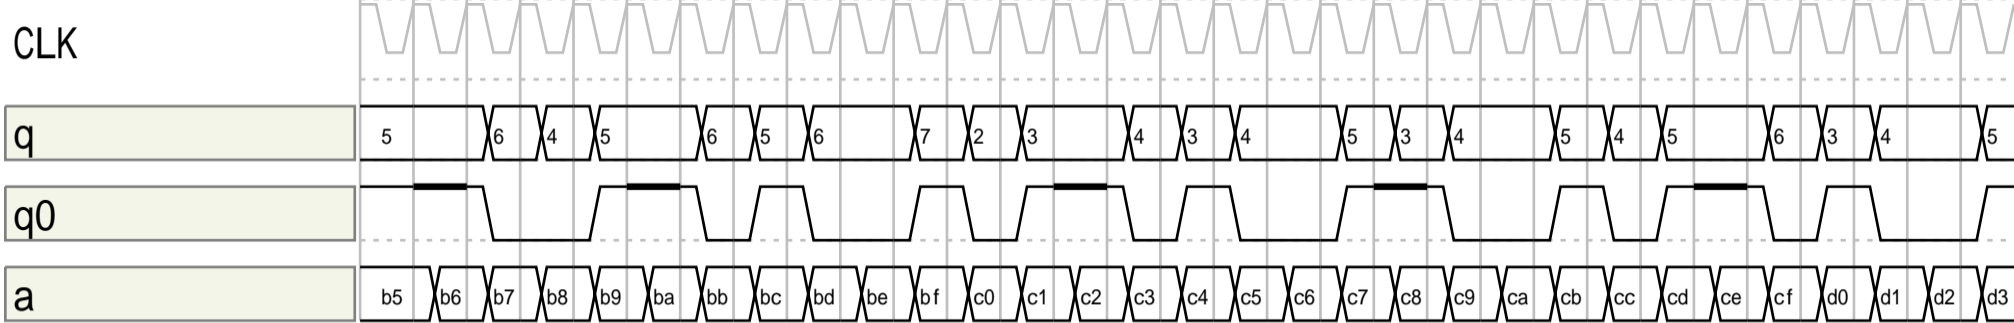 CLK
q 5 6 4 5 6 5 6 7 2 3 4 3 4 5 3 4 5 4 5 6 3 4 5
q0
a b5 b6 b7 b8 b9 ba bb bc bd be bf c0 c1 c2 c3 c4 c5 c6 c7 c8 c9 ca cb cc cd ce cf d0 d1 d2 d3